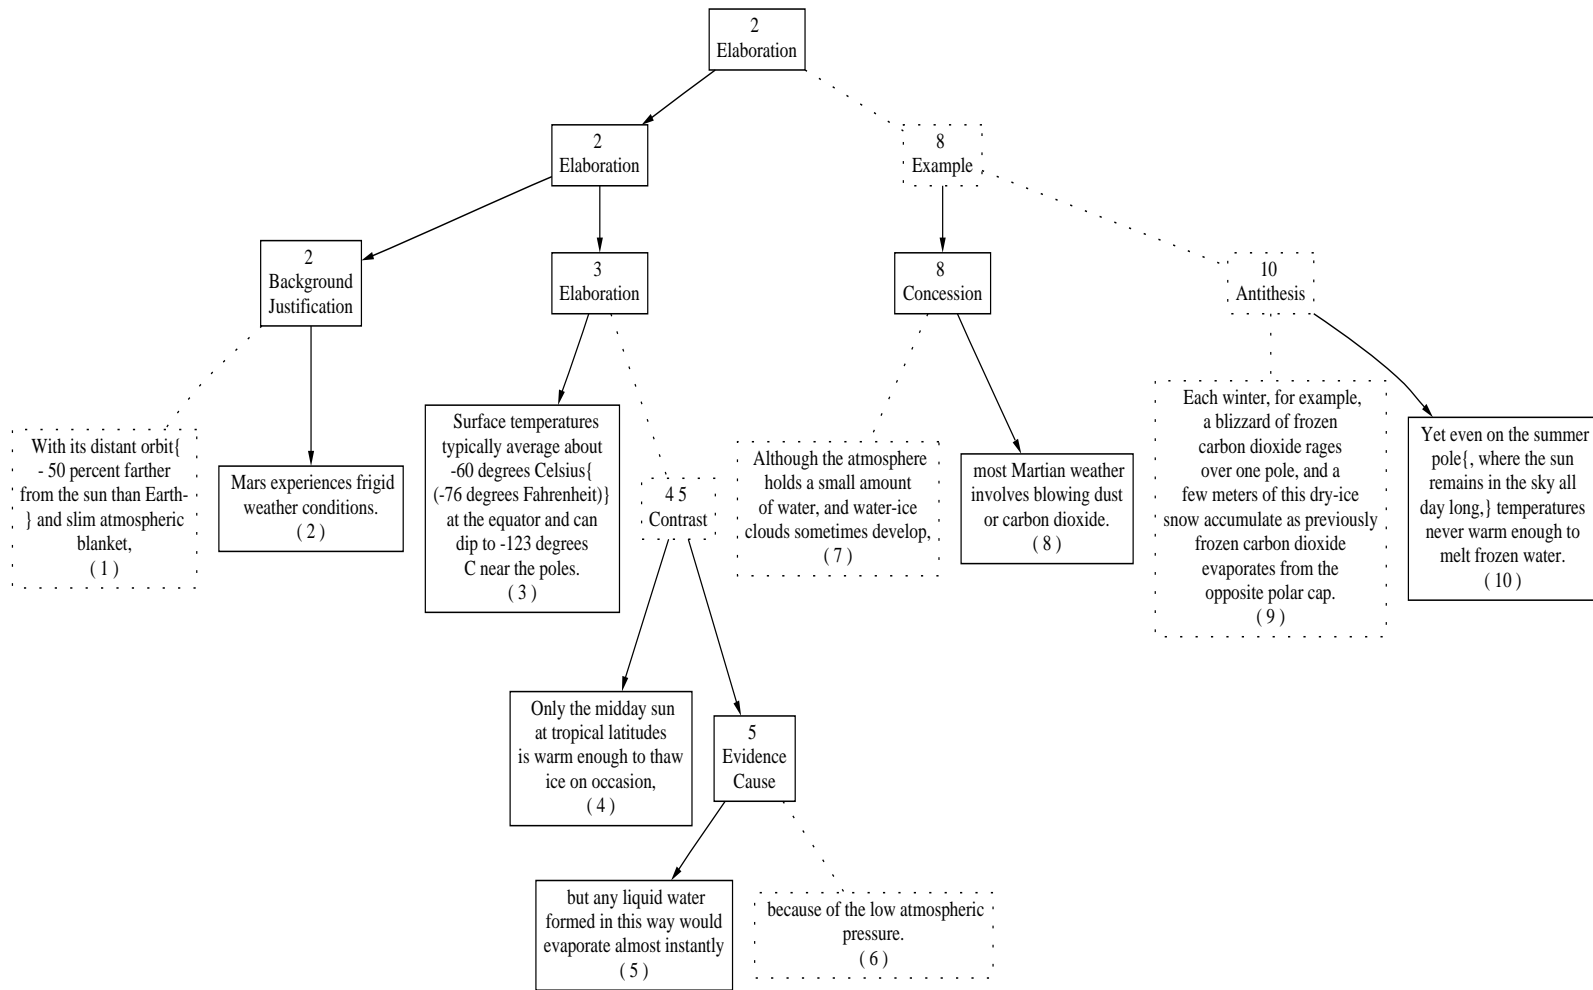 2
Elaboration
2
Elaboration
8
Example
2
Background
Justification
3
Elaboration
8
Concession
10
Antithesis
With its distant orbit{
- 50 percent farther
from the sun than Earth-
} and slim atmospheric
blanket,
( 1 )
Mars experiences frigid
weather conditions.
( 2 )
Surface temperatures
typically average about
-60 degrees Celsius{
(-76 degrees Fahrenheit)}
at the equator and can
dip to -123 degrees
C near the poles.
( 3 )
4 5
Contrast
Although the atmosphere
holds a small amount
of water, and water-ice
clouds sometimes develop,
( 7 )
most Martian weather
involves blowing dust
or carbon dioxide.
( 8 )
Each winter, for example,
a blizzard of frozen
carbon dioxide rages
over one pole, and a
few meters of this dry-ice
snow accumulate as previously
frozen carbon dioxide
evaporates from the
opposite polar cap.
( 9 )
Yet even on the summer
pole{, where the sun
remains in the sky all
day long,} temperatures
never warm enough to
melt frozen water.
( 10 )
Only the midday sun
at tropical latitudes
is warm enough to thaw
ice on occasion,
( 4 )
5
Evidence
Cause
but any liquid water
formed in this way would
evaporate almost instantly
( 5 )
because of the low atmospheric
pressure.
( 6 )